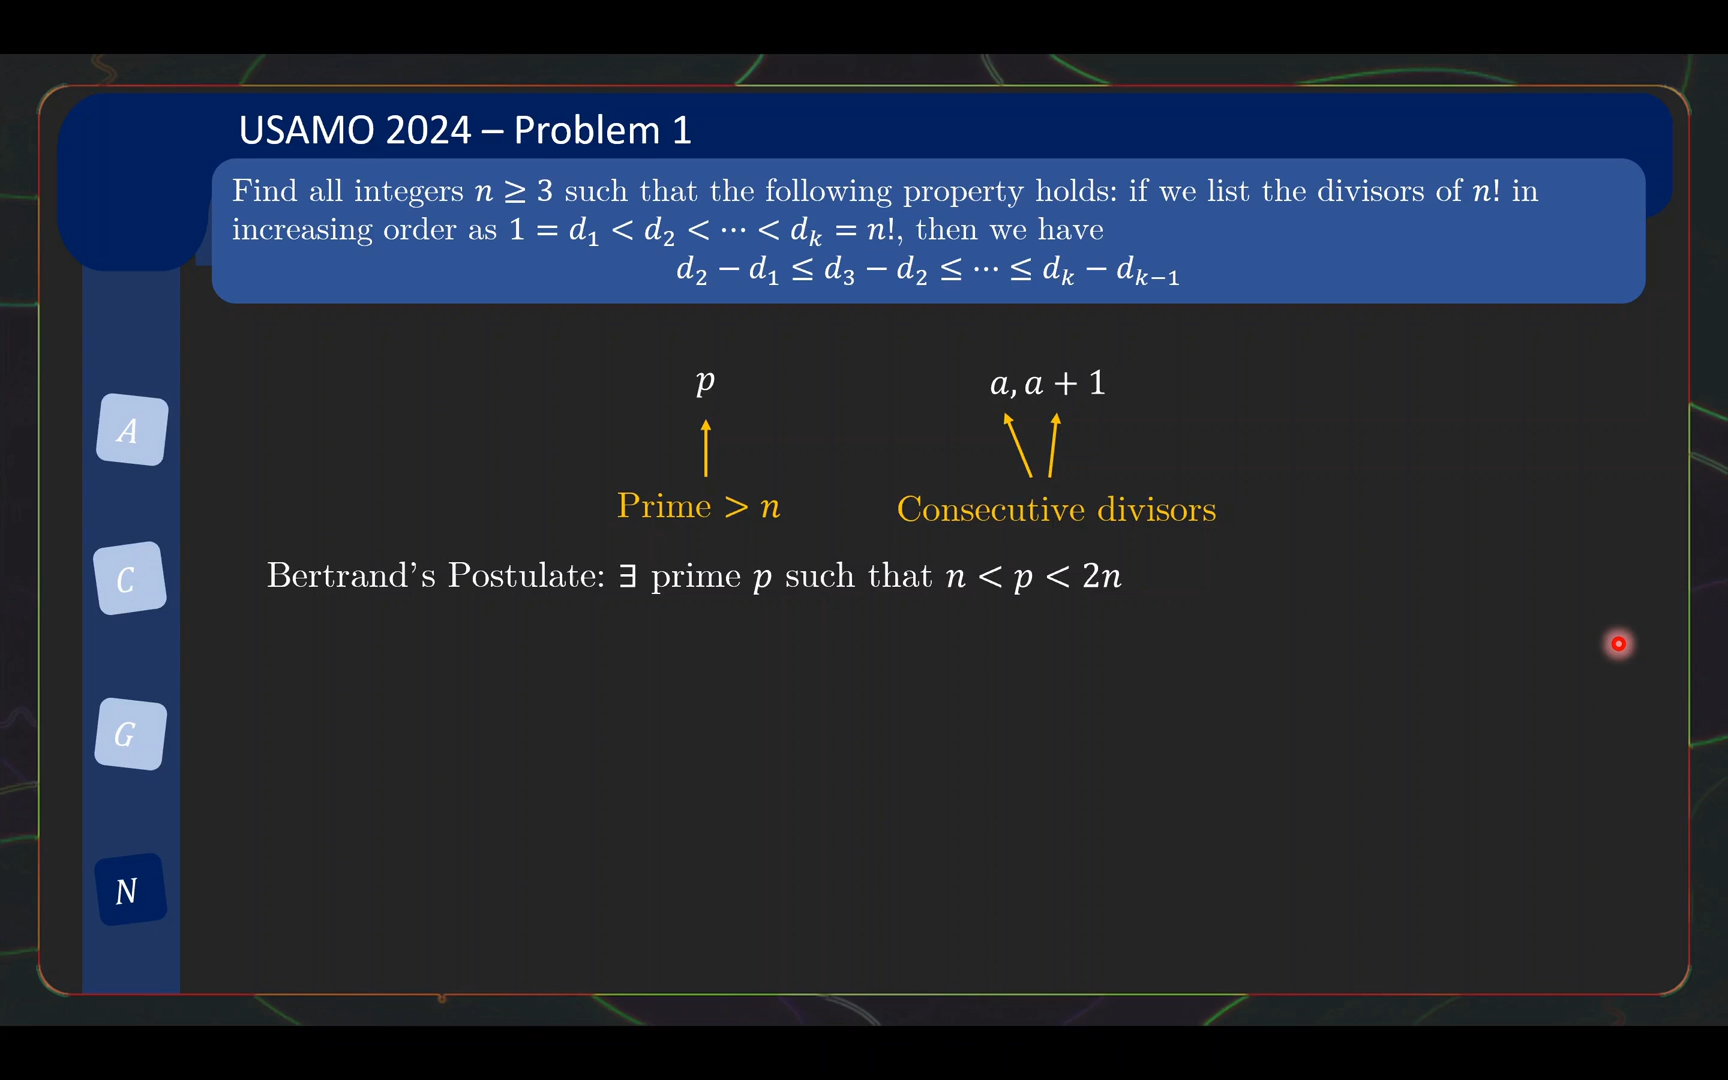 USAMO 2024 – Problem 1
Find all integers n ≥ 3 such that the following property holds: if we list the divisors of n! in
increasing order as 1 = d₁ < d₂ < ⋯ < dₖ = n!, then we have
d₂ − d₁ ≤ d₃ − d₂ ≤ ⋯ ≤ dₖ − dₖ₋₁
p
a, a + 1
Prime > n
Consecutive divisors
Bertrand's Postulate: ∃ prime p such that n < p < 2n
A
C
G
N